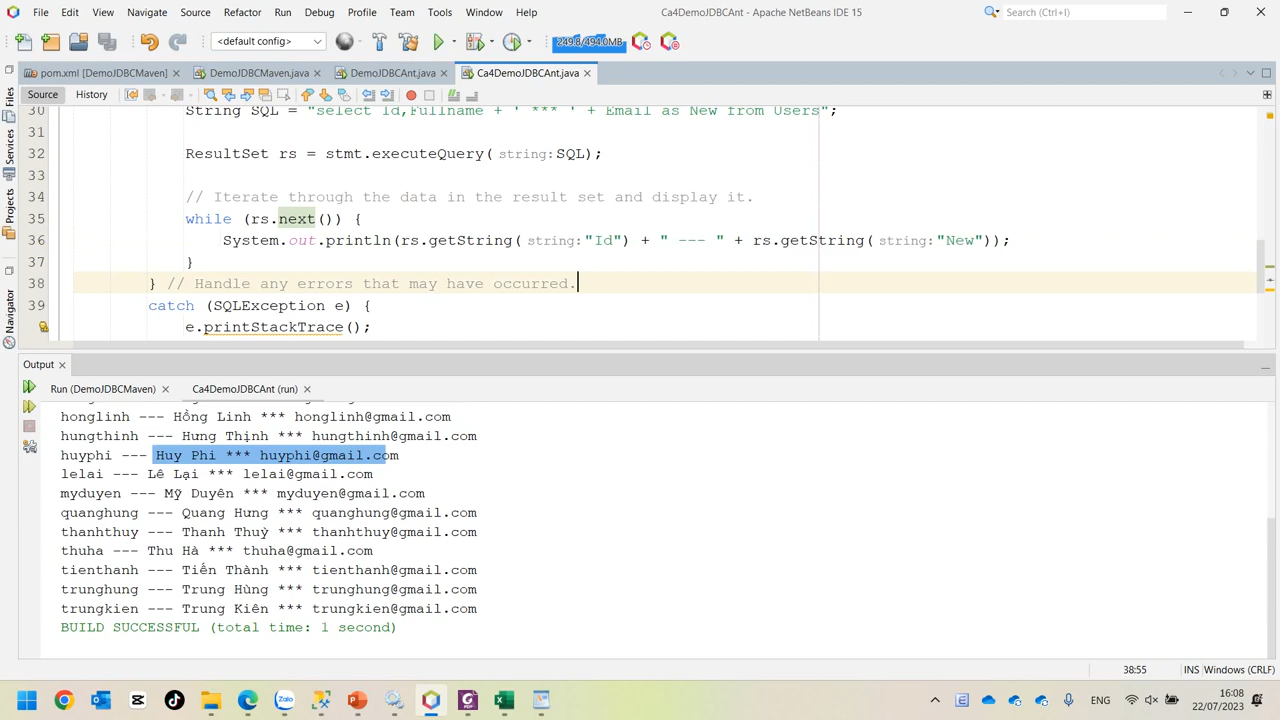 File Edit View Navigate Source Refactor Run Debug Profile Team Tools Window Help Ca4DemoJDBCAnt - Apache NetBeans IDE 15 Search (Ctrl+I)
<default config> 249.8/494.0MB
pom.xml [DemoJDBCMaven] DemoJDBCMaven.java DemoJDBCAnt.java Ca4DemoJDBCAnt.java
Source History
Files
Services
Projects
Navigator
30 String SQL = "select Id,Fullname + ' *** ' + Email as New from Users";
31
32 ResultSet rs = stmt.executeQuery(string:SQL);
33
34 // Iterate through the data in the result set and display it.
35 while (rs.next()) {
36 System.out.println(rs.getString(string:"Id") + " --- " + rs.getString(string:"New"));
37 }
38 } // Handle any errors that may have occurred.
39 catch (SQLException e) {
e.printStackTrace();
Output
Run (DemoJDBCMaven) Ca4DemoJDBCAnt (run)
honglinh --- Hồng Linh *** honglinh@gmail.com
hungthinh --- Hưng Thịnh *** hungthinh@gmail.com
huyphi --- Huy Phi *** huyphi@gmail.com
lelai --- Lê Lại *** lelai@gmail.com
myduyen --- Mỹ Duyên *** myduyen@gmail.com
quanghung --- Quang Hưng *** quanghung@gmail.com
thanhthuy --- Thanh Thuỳ *** thanhthuy@gmail.com
thuha --- Thu Hà *** thuha@gmail.com
tienthanh --- Tiến Thành *** tienthanh@gmail.com
trunghung --- Trung Hùng *** trunghung@gmail.com
trungkien --- Trung Kiên *** trungkien@gmail.com
BUILD SUCCESSFUL (total time: 1 second)
38:55 INS Windows (CRLF)
ENG 16:08
22/07/2023